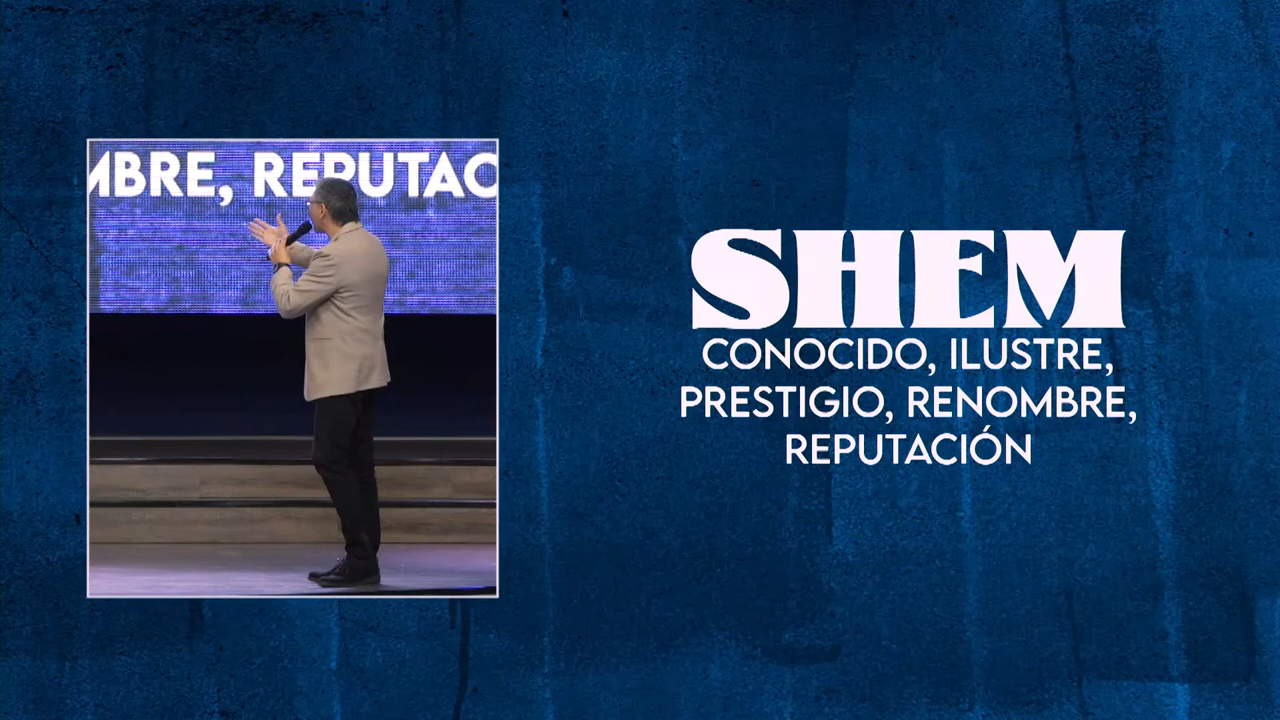 MBRE, REPUTAC
SHEM
CONOCIDO, ILUSTRE,
PRESTIGIO, RENOMBRE,
REPUTACIÓN